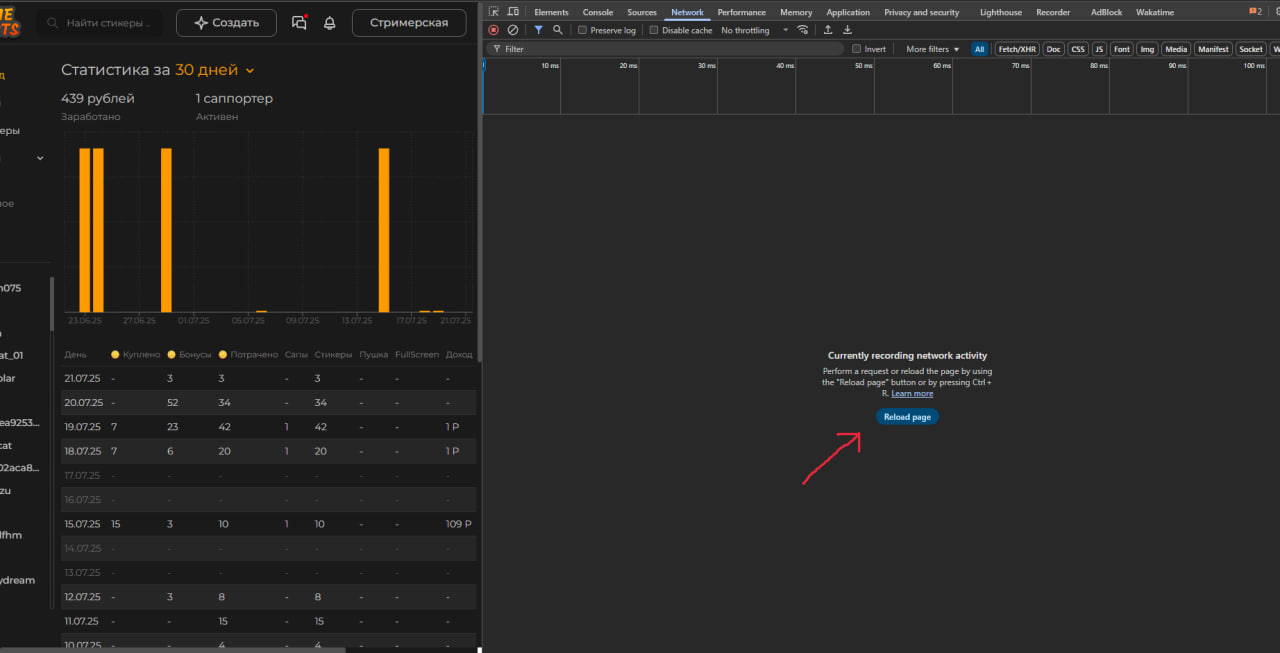 Найти стикеры ..
Создать
Стримерская
Статистика за 30 дней
439 рублей
1 саппортер
Заработано
Активен
23.06.25 27.06.25 01.07.25 05.07.25 09.07.25 13.07.25 17.07.25 21.07.25
День Куплено Бонусы Потрачено Сапы Стикеры Пушка FullScreen Доход
21.07.25 - 3 3 - 3 - - -
20.07.25 - 52 34 - 34 - - -
19.07.25 7 23 42 1 42 - - 1 Р
18.07.25 7 6 20 1 20 - - 1 Р
17.07.25 - - - - - - - -
16.07.25 - - - - - - - -
15.07.25 15 3 10 1 10 - - 109 Р
14.07.25 - - - - - - - -
13.07.25 - - - - - - - -
12.07.25 - 3 8 - 8 - - -
11.07.25 - - 15 - 15 - - -
10.07.25 - - 4 - 4 - - -
еры
ное
n075
at_01
olar
ea9253...
cat
02aca8...
zu
lfhm
ydream
Elements Console Sources Network Performance Memory Application Privacy and security Lighthouse Recorder AdBlock Wakatime 2
Preserve log Disable cache No throttling
Filter Invert More filters All Fetch/XHR Doc CSS JS Font Img Media Manifest Socket W
10 ms 20 ms 30 ms 40 ms 50 ms 60 ms 70 ms 80 ms 90 ms 100 ms
Currently recording network activity
Perform a request or reload the page by using
the "Reload page" button or by pressing Ctrl +
R. Learn more
Reload page